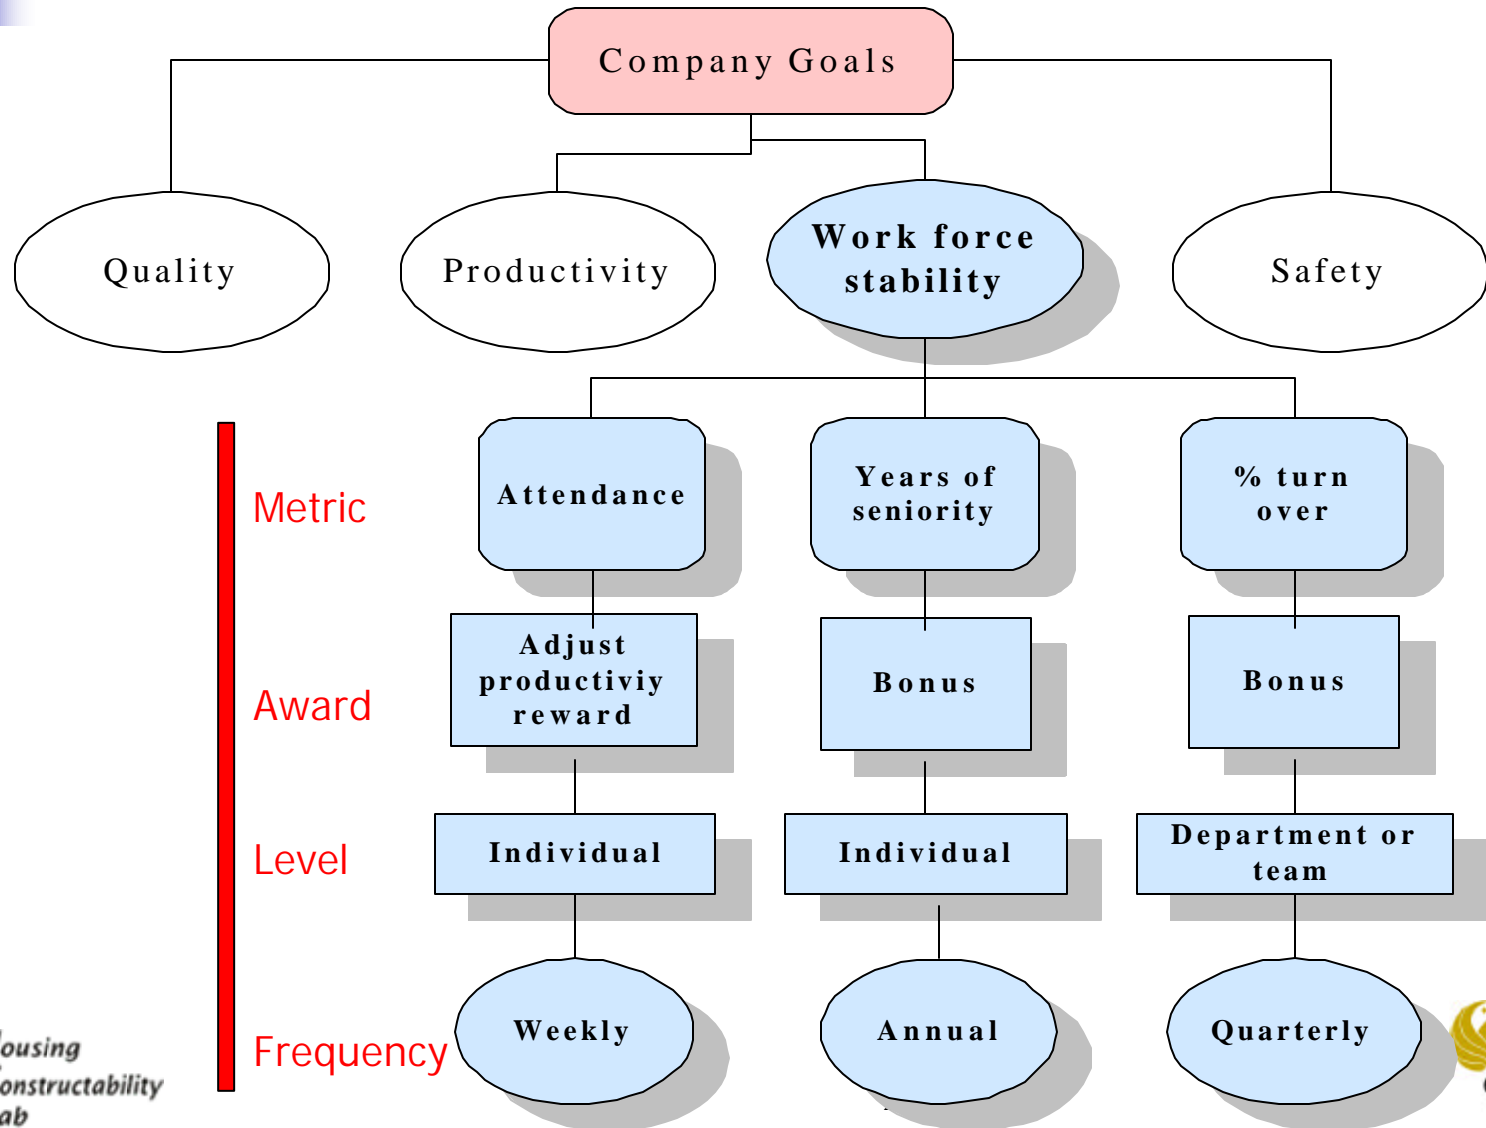 Company Goals
Quality
Productivity
Work force
stability
Safety
Metric
Attendance
Years of
seniority
% turn
over
Award
Adjust
productiviy
reward
Bonus
Bonus
Level
Individual
Individual
Department or
team
Frequency
Weekly
Annual
Quarterly
ousing
onstructability
ab